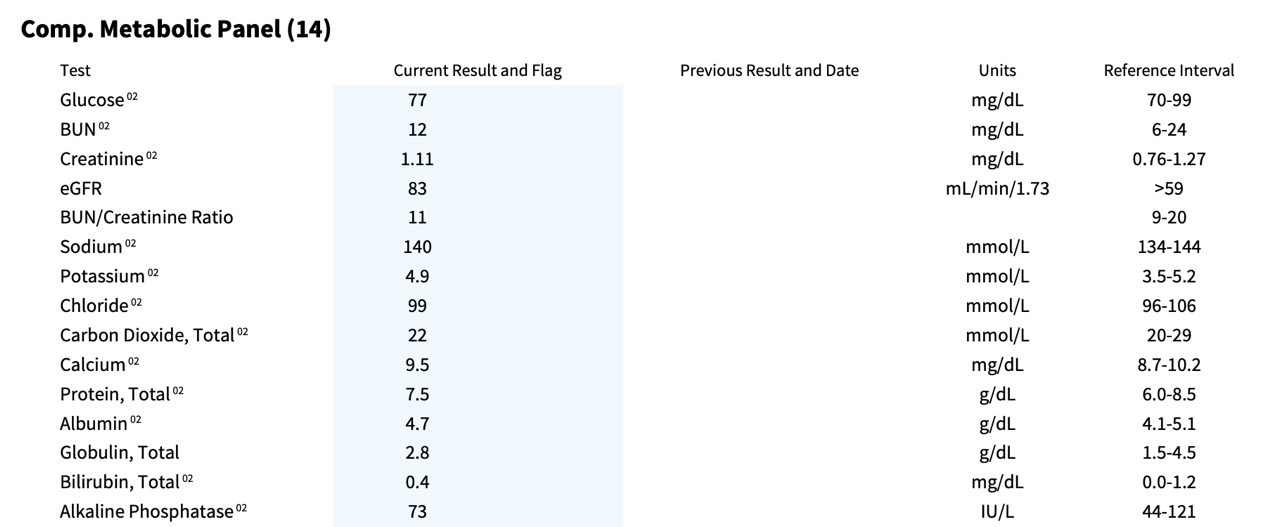 Comp. Metabolic Panel (14)
Test Current Result and Flag Previous Result and Date Units Reference Interval
Glucose 02 77 mg/dL 70-99
BUN 02 12 mg/dL 6-24
Creatinine 02 1.11 mg/dL 0.76-1.27
eGFR 83 mL/min/1.73 >59
BUN/Creatinine Ratio 11 9-20
Sodium 02 140 mmol/L 134-144
Potassium 02 4.9 mmol/L 3.5-5.2
Chloride 02 99 mmol/L 96-106
Carbon Dioxide, Total 02 22 mmol/L 20-29
Calcium 02 9.5 mg/dL 8.7-10.2
Protein, Total 02 7.5 g/dL 6.0-8.5
Albumin 02 4.7 g/dL 4.1-5.1
Globulin, Total 2.8 g/dL 1.5-4.5
Bilirubin, Total 02 0.4 mg/dL 0.0-1.2
Alkaline Phosphatase 02 73 IU/L 44-121